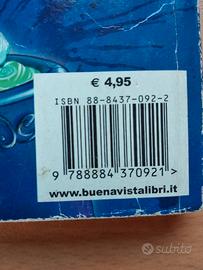 € 4,95
ISBN 88-8437-092-2
9 788884 370921 >
www.buenavistalibri.it
subito